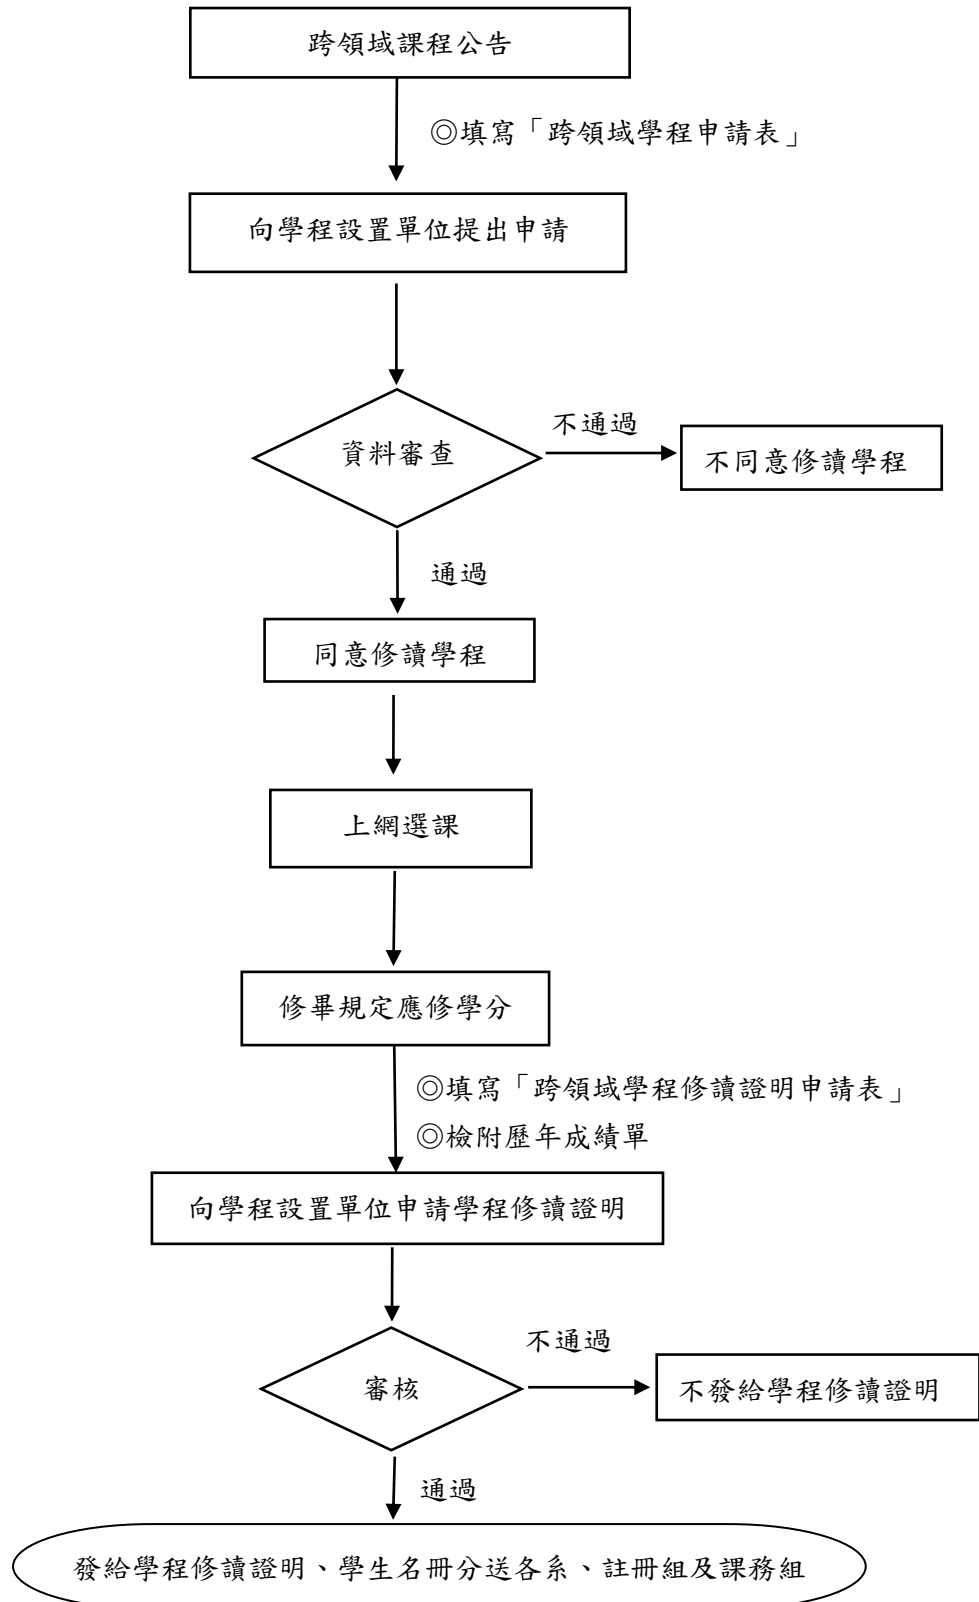 跨領域課程公告
◎填寫「跨領域學程申請表」
向學程設置單位提出申請
資料審查
不通過
不同意修讀學程
通過
同意修讀學程
上網選課
修畢規定應修學分
◎填寫「跨領域學程修讀證明申請表」
◎檢附歷年成績單
向學程設置單位申請學程修讀證明
審核
不通過
不發給學程修讀證明
通過
發給學程修讀證明、學生名冊分送各系、註冊組及課務組